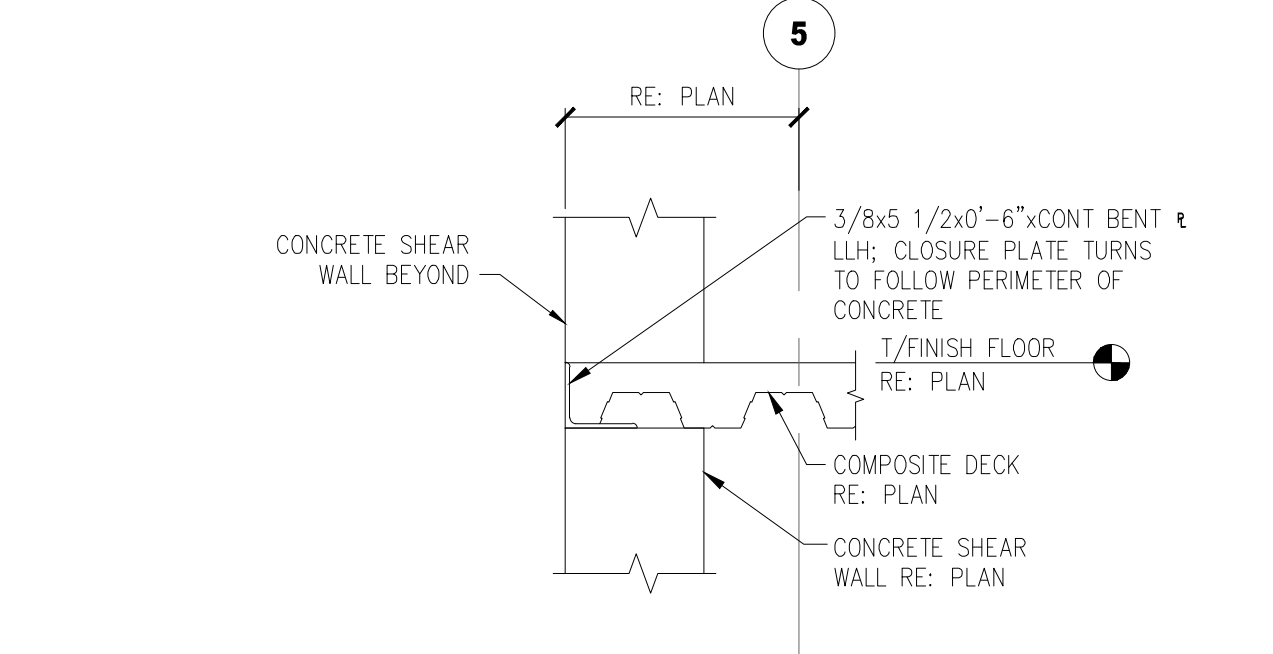 5
RE: PLAN
3/8x5 1/2x0'-6"xCONT BENT ℄
LLH; CLOSURE PLATE TURNS
TO FOLLOW PERIMETER OF
CONCRETE
CONCRETE SHEAR
WALL BEYOND
T/FINISH FLOOR
RE: PLAN
COMPOSITE DECK
RE: PLAN
CONCRETE SHEAR
WALL RE: PLAN